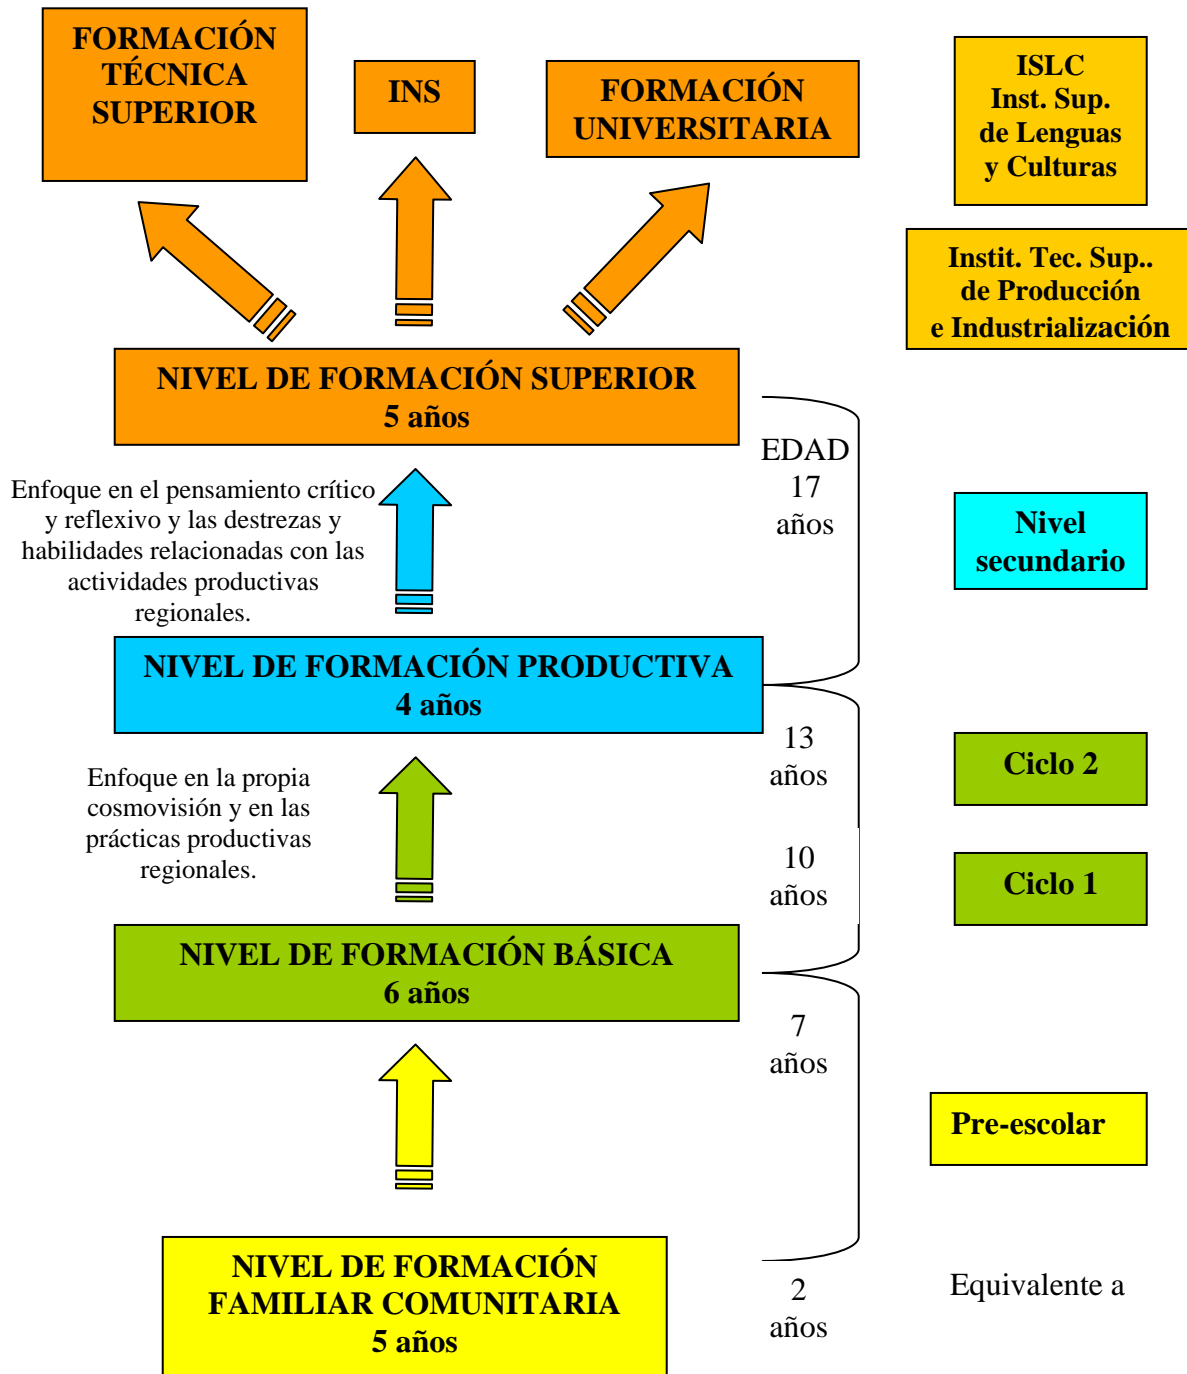 FORMACIÓN
TÉCNICA
SUPERIOR
INS
FORMACIÓN
UNIVERSITARIA
ISLC
Inst. Sup.
de Lenguas
y Culturas
Instit. Tec. Sup..
de Producción
e Industrialización
NIVEL DE FORMACIÓN SUPERIOR
5 años
EDAD
17
años
Enfoque en el pensamiento crítico
y reflexivo y las destrezas y
habilidades relacionadas con las
actividades productivas
regionales.
Nivel
secundario
NIVEL DE FORMACIÓN PRODUCTIVA
4 años
13
años
Ciclo 2
Enfoque en la propia
cosmovisión y en las
prácticas productivas
regionales.
10
años
Ciclo 1
NIVEL DE FORMACIÓN BÁSICA
6 años
7
años
Pre-escolar
NIVEL DE FORMACIÓN
FAMILIAR COMUNITARIA
5 años
2
años
Equivalente a